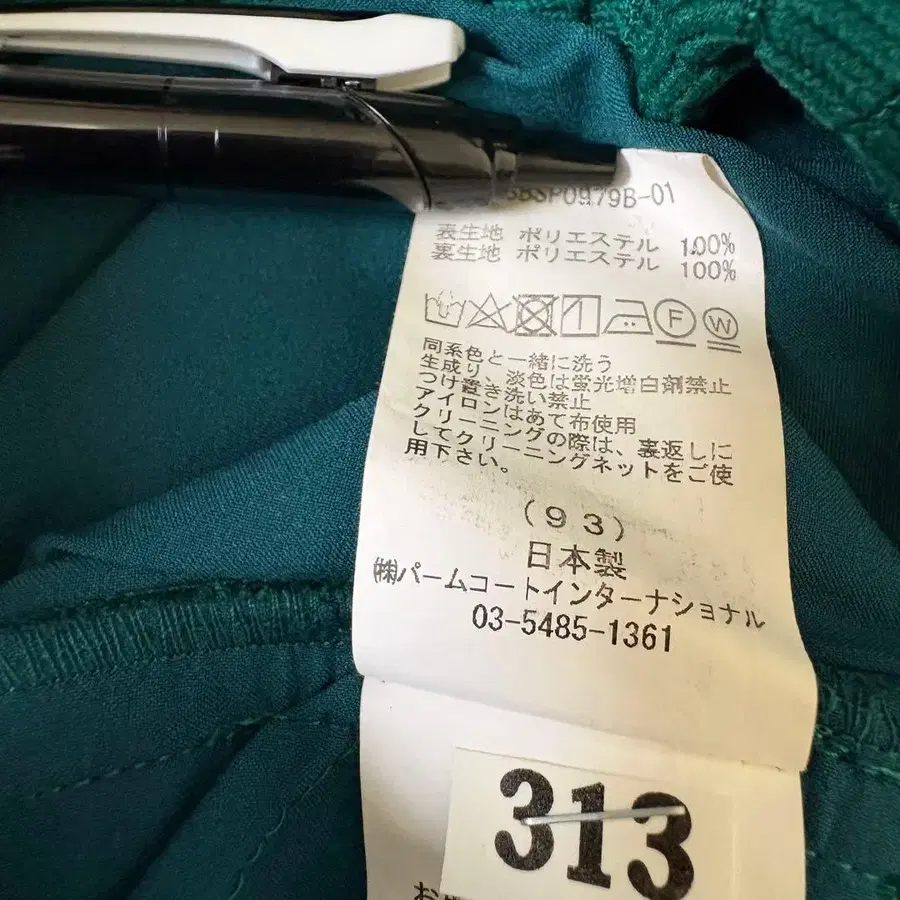 BSP0979B-01
表生地 ポリエステル 100%
裏生地 ポリエステル 100%
F W
同系色と一緒に洗う
生成り、淡色は蛍光増白剤禁止
つけ置き洗い禁止
アイロンはあて布使用
クリーニングの際は、裏返しに
してクリーニングネットをご使
用下さい。
(93)
日本製
㈱パームコートインターナショナル
03-5485-1361
313